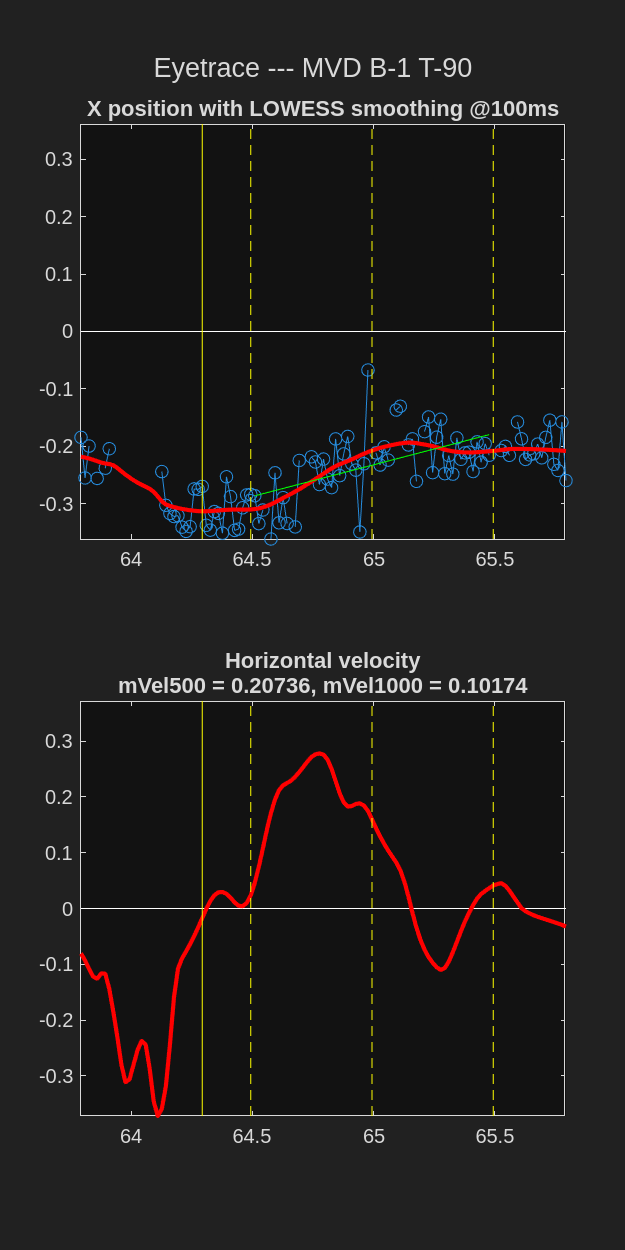 Eyetrace --- MVD B-1 T-90
X position with LOWESS smoothing @100ms
0.3
0.2
0.1
0
-0.1
-0.2
-0.3
64 64.5 65 65.5
Horizontal velocity
mVel500 = 0.20736, mVel1000 = 0.10174
0.3
0.2
0.1
0
-0.1
-0.2
-0.3
64 64.5 65 65.5